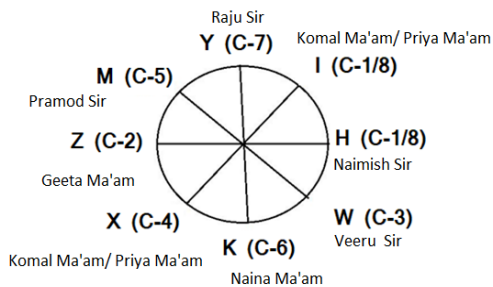 Raju Sir
Y (C-7)
Komal Ma'am/ Priya Ma'am
I (C-1/8)
M (C-5)
Pramod Sir
Z (C-2)
H (C-1/8)
Naimish Sir
Geeta Ma'am
X (C-4)
W (C-3)
Veeru Sir
K (C-6)
Komal Ma'am/ Priya Ma'am
Naina Ma'am